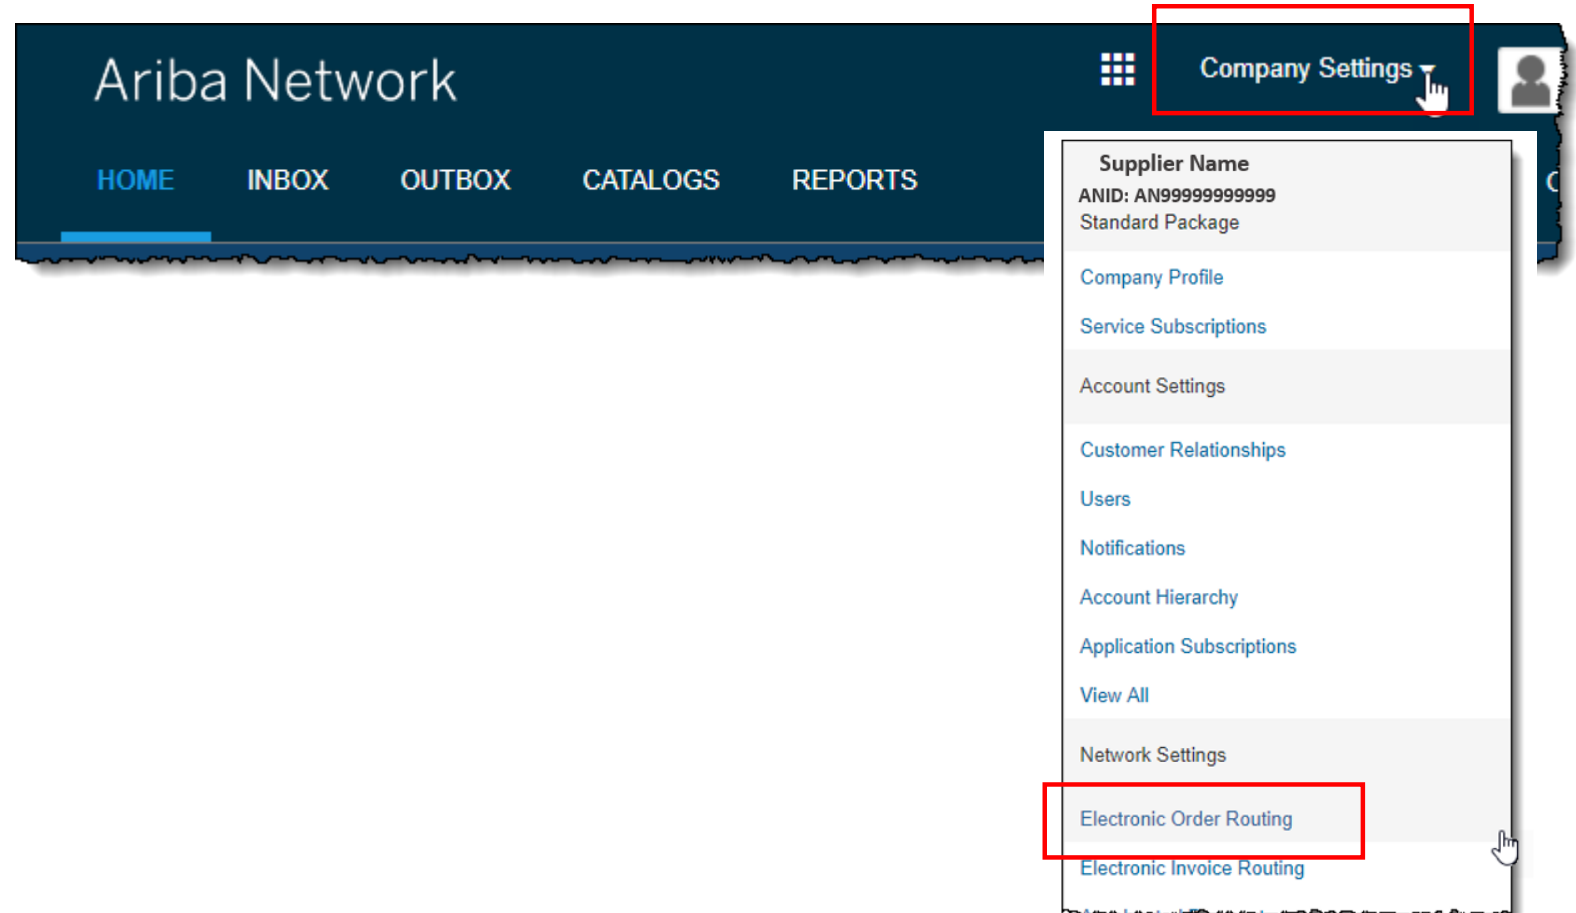 Ariba Network
Company Settings
HOME
INBOX
OUTBOX
CATALOGS
REPORTS
Supplier Name
ANID: AN99999999999
Standard Package
Company Profile
Service Subscriptions
Account Settings
Customer Relationships
Users
Notifications
Account Hierarchy
Application Subscriptions
View All
Network Settings
Electronic Order Routing
Electronic Invoice Routing